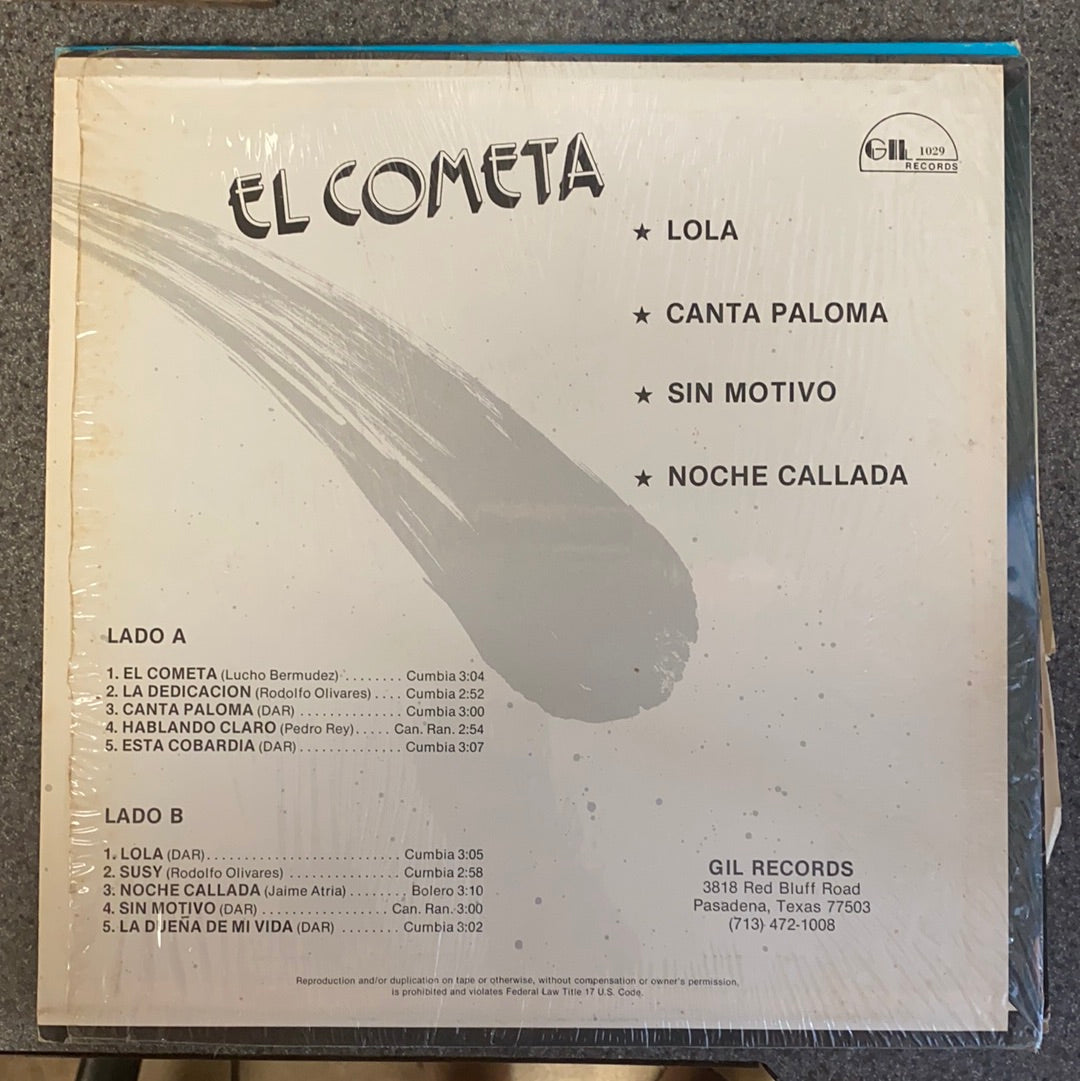 EL COMETA
GIL 1029
RECORDS
★ LOLA
★ CANTA PALOMA
★ SIN MOTIVO
★ NOCHE CALLADA
LADO A
1. EL COMETA (Lucho Bermudez) ........ Cumbia 3:04
2. LA DEDICACION (Rodolfo Olivares) .... Cumbia 2:52
3. CANTA PALOMA (DAR) .............. Cumbia 3:00
4. HABLANDO CLARO (Pedro Rey)..... Can. Ran. 2:54
5. ESTA COBARDIA (DAR).............. Cumbia 3:07
LADO B
1. LOLA (DAR).......................... Cumbia 3:05
2. SUSY (Rodolfo Olivares) ............... Cumbia 2:58
3. NOCHE CALLADA (Jaime Atria) ........ Bolero 3:10
4. SIN MOTIVO (DAR) ................. Can. Ran. 3:00
5. LA DUEÑA DE MI VIDA (DAR) ........ Cumbia 3:02
GIL RECORDS
3818 Red Bluff Road
Pasadena, Texas 77503
(713) 472-1008
Reproduction and/or duplication on tape or otherwise, without compensation or owner's permission,
is prohibited and violates Federal Law Title 17 U.S. Code.